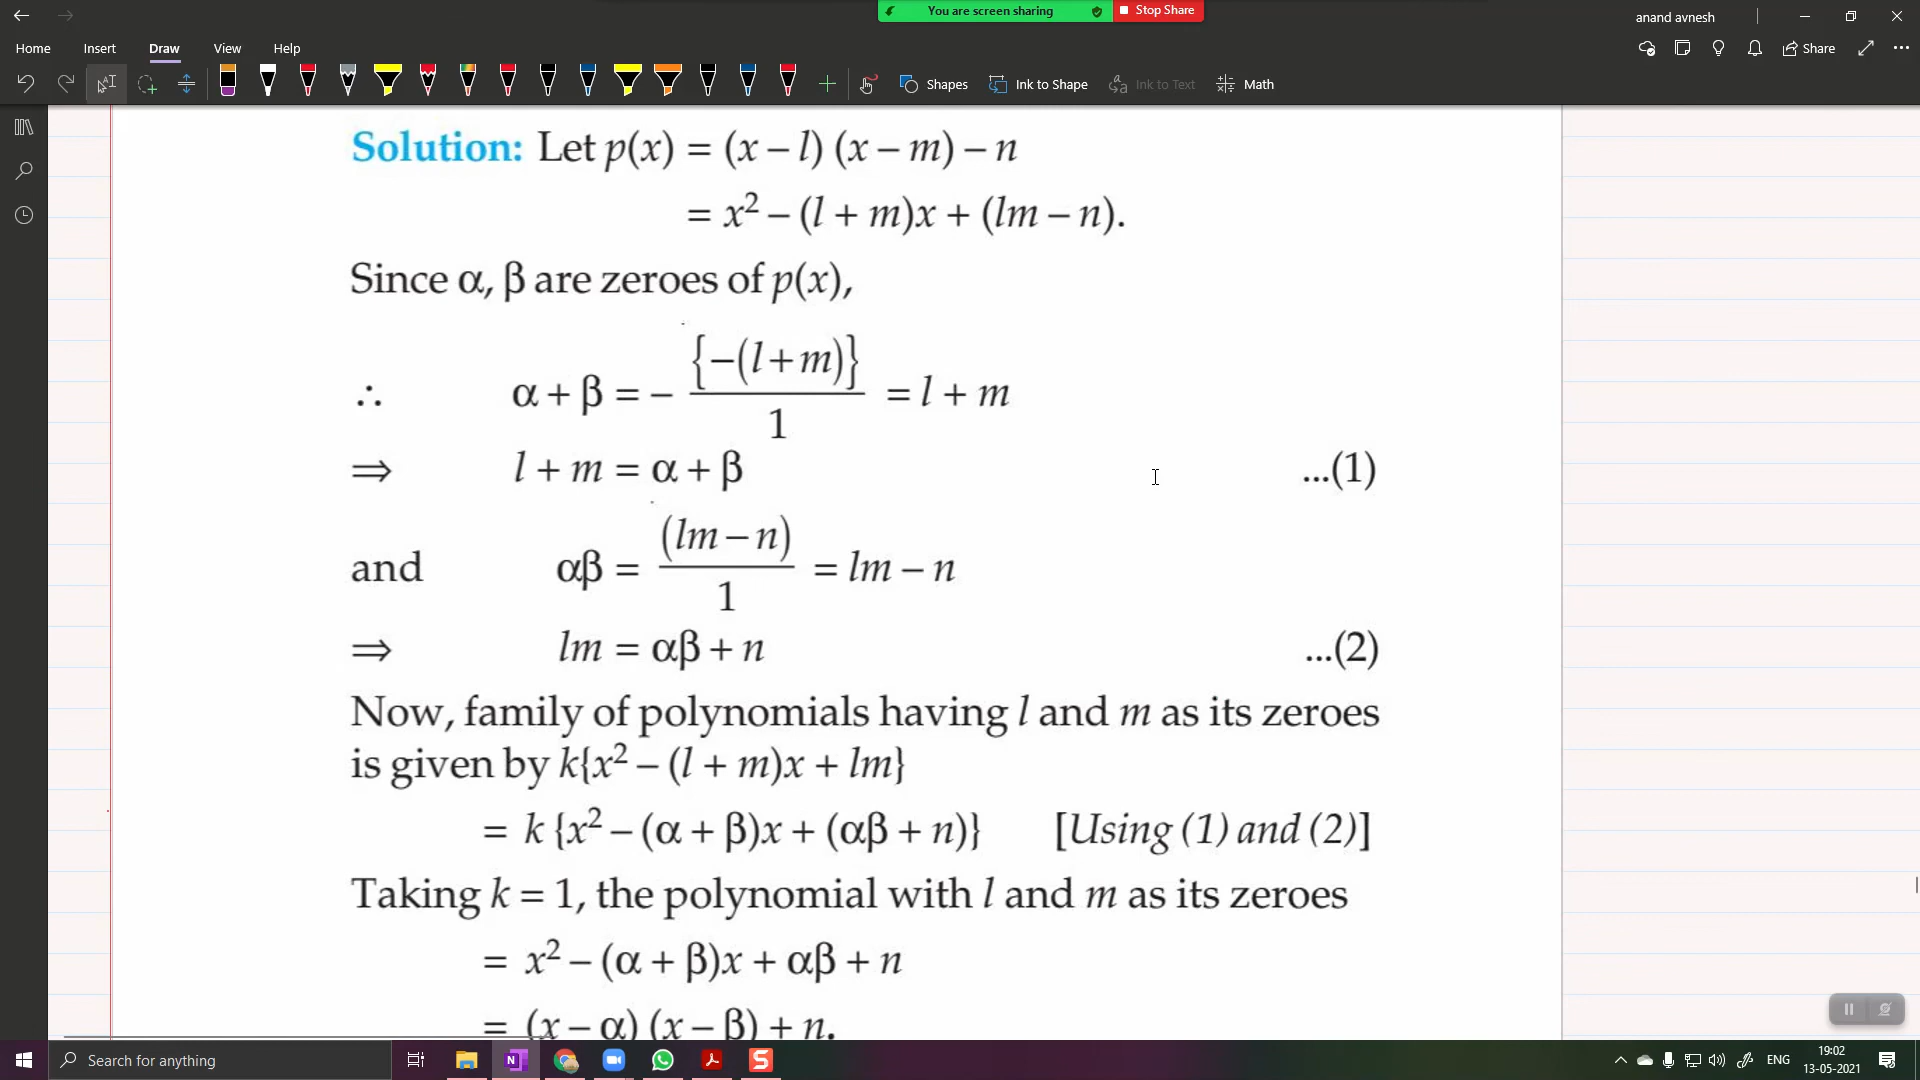 You are screen sharing
Stop Share
anand avnesh
Home Insert Draw View Help
Share
Shapes Ink to Shape Ink to Text Math
Solution: Let p(x) = (x – l) (x – m) – n
= x² – (l + m)x + (lm – n).
Since α, β are zeroes of p(x),
∴ α + β = – {–(l + m)} / 1 = l + m
⇒ l + m = α + β ...(1)
and αβ = (lm – n) / 1 = lm – n
⇒ lm = αβ + n ...(2)
Now, family of polynomials having l and m as its zeroes
is given by k{x² – (l + m)x + lm}
= k {x² – (α + β)x + (αβ + n)} [Using (1) and (2)]
Taking k = 1, the polynomial with l and m as its zeroes
= x² – (α + β)x + αβ + n
= (x – α) (x – β) + n.
Search for anything
ENG
19:02
13-05-2021